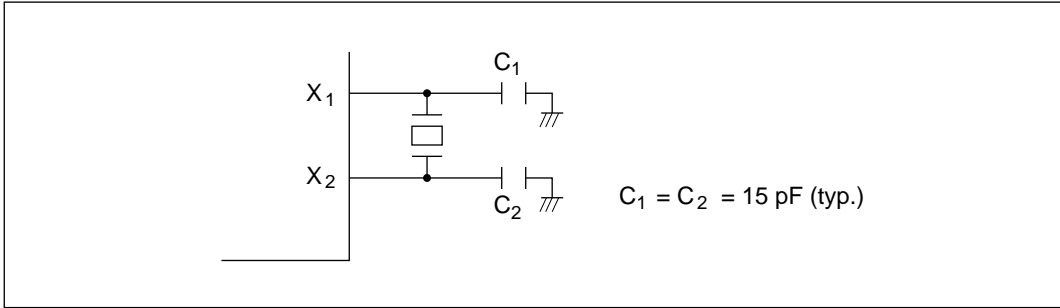 C1
X1
X2
C2
C1 = C2 = 15 pF (typ.)